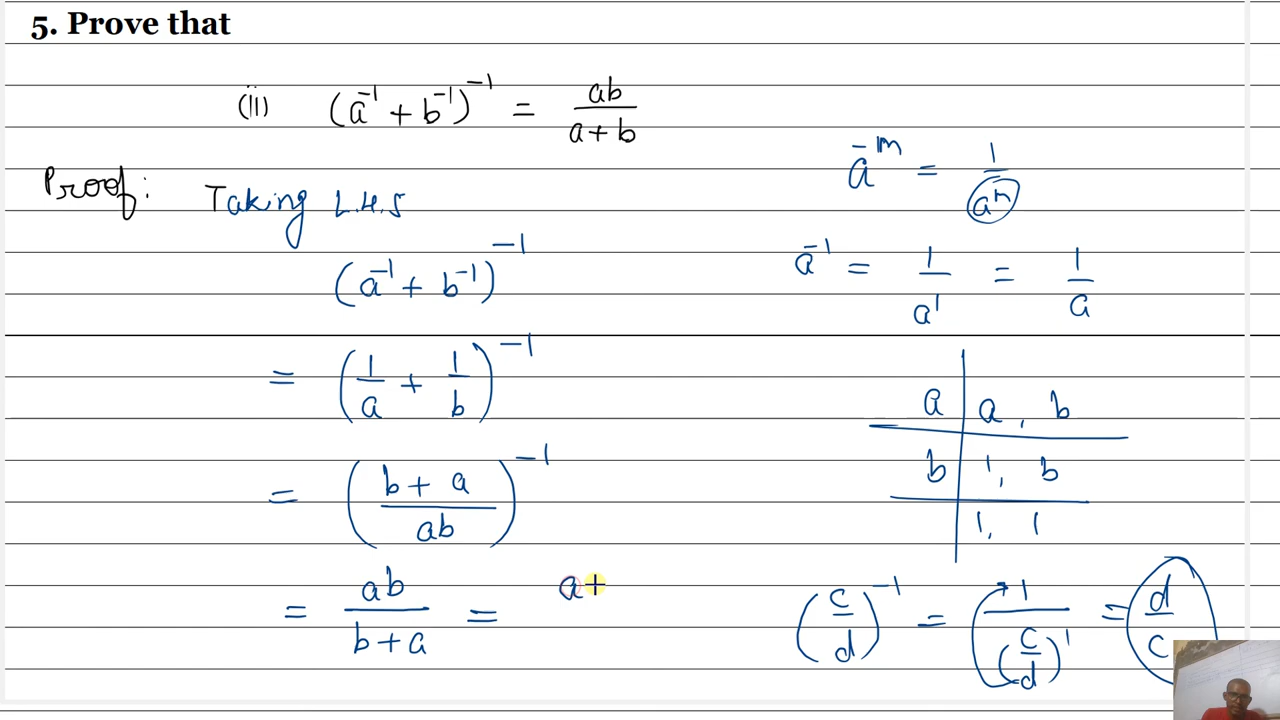 5. Prove that
(ii) (a⁻¹ + b⁻¹)⁻¹ = ab/(a + b)
Proof: Taking L.H.S
(a⁻¹ + b⁻¹)⁻¹
= (1/a + 1/b)⁻¹
= ((b + a)/ab)⁻¹
= ab/(b + a) = a +
a⁻ᵐ = 1/aᵐ
a⁻¹ = 1/a¹ = 1/a
a | a, b
b | 1, b
1, 1
(c/d)⁻¹ = 1/(c/d)¹ = d/c